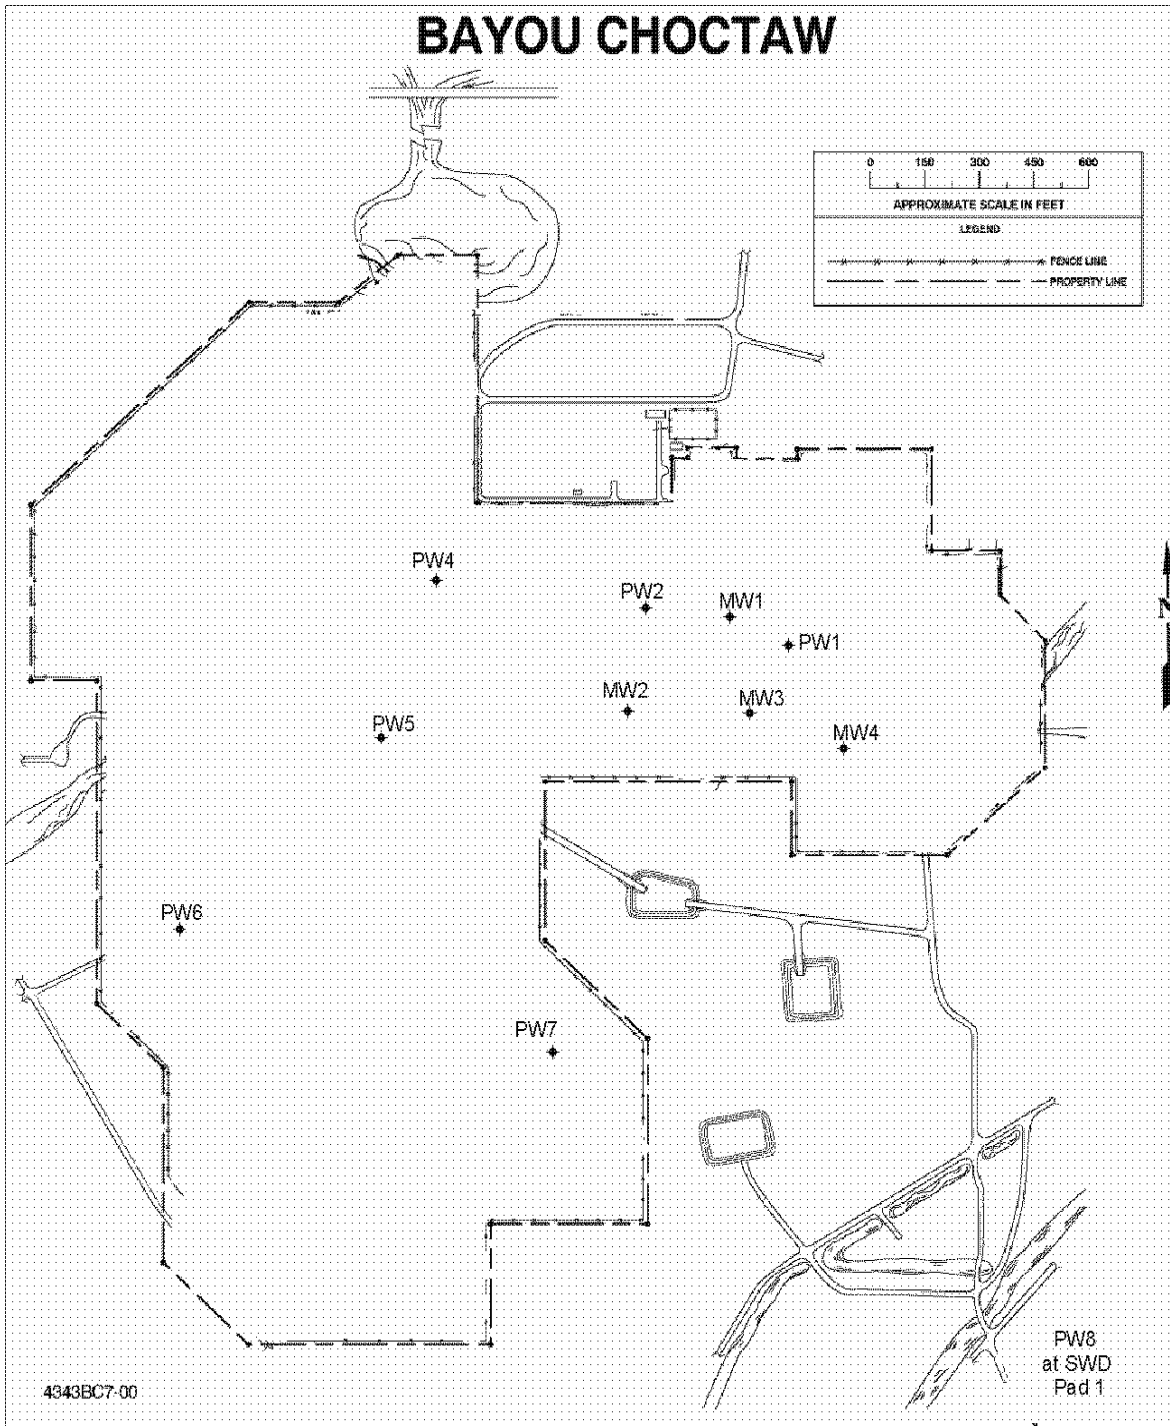 BAYOU CHOCTAW
0 150 300 450 600
APPROXIMATE SCALE IN FEET
LEGEND
FENCE LINE
PROPERTY LINE
PW4
PW2
MW1
N
PW1
MW2
MW3
PW5
MW4
PW6
PW7
PW8
at SWD
Pad 1
4343BC7-00